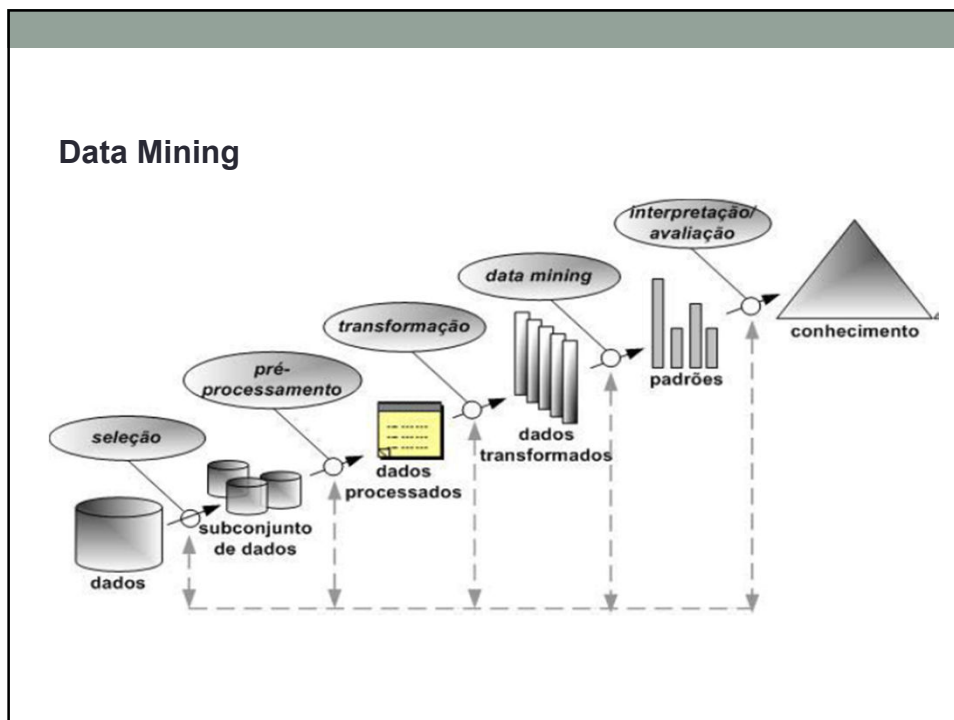 Data Mining
interpretação/
avaliação
data mining
conhecimento
transformação
padrões
pré-
processamento
dados
transformados
seleção
dados
processados
subconjunto
de dados
dados